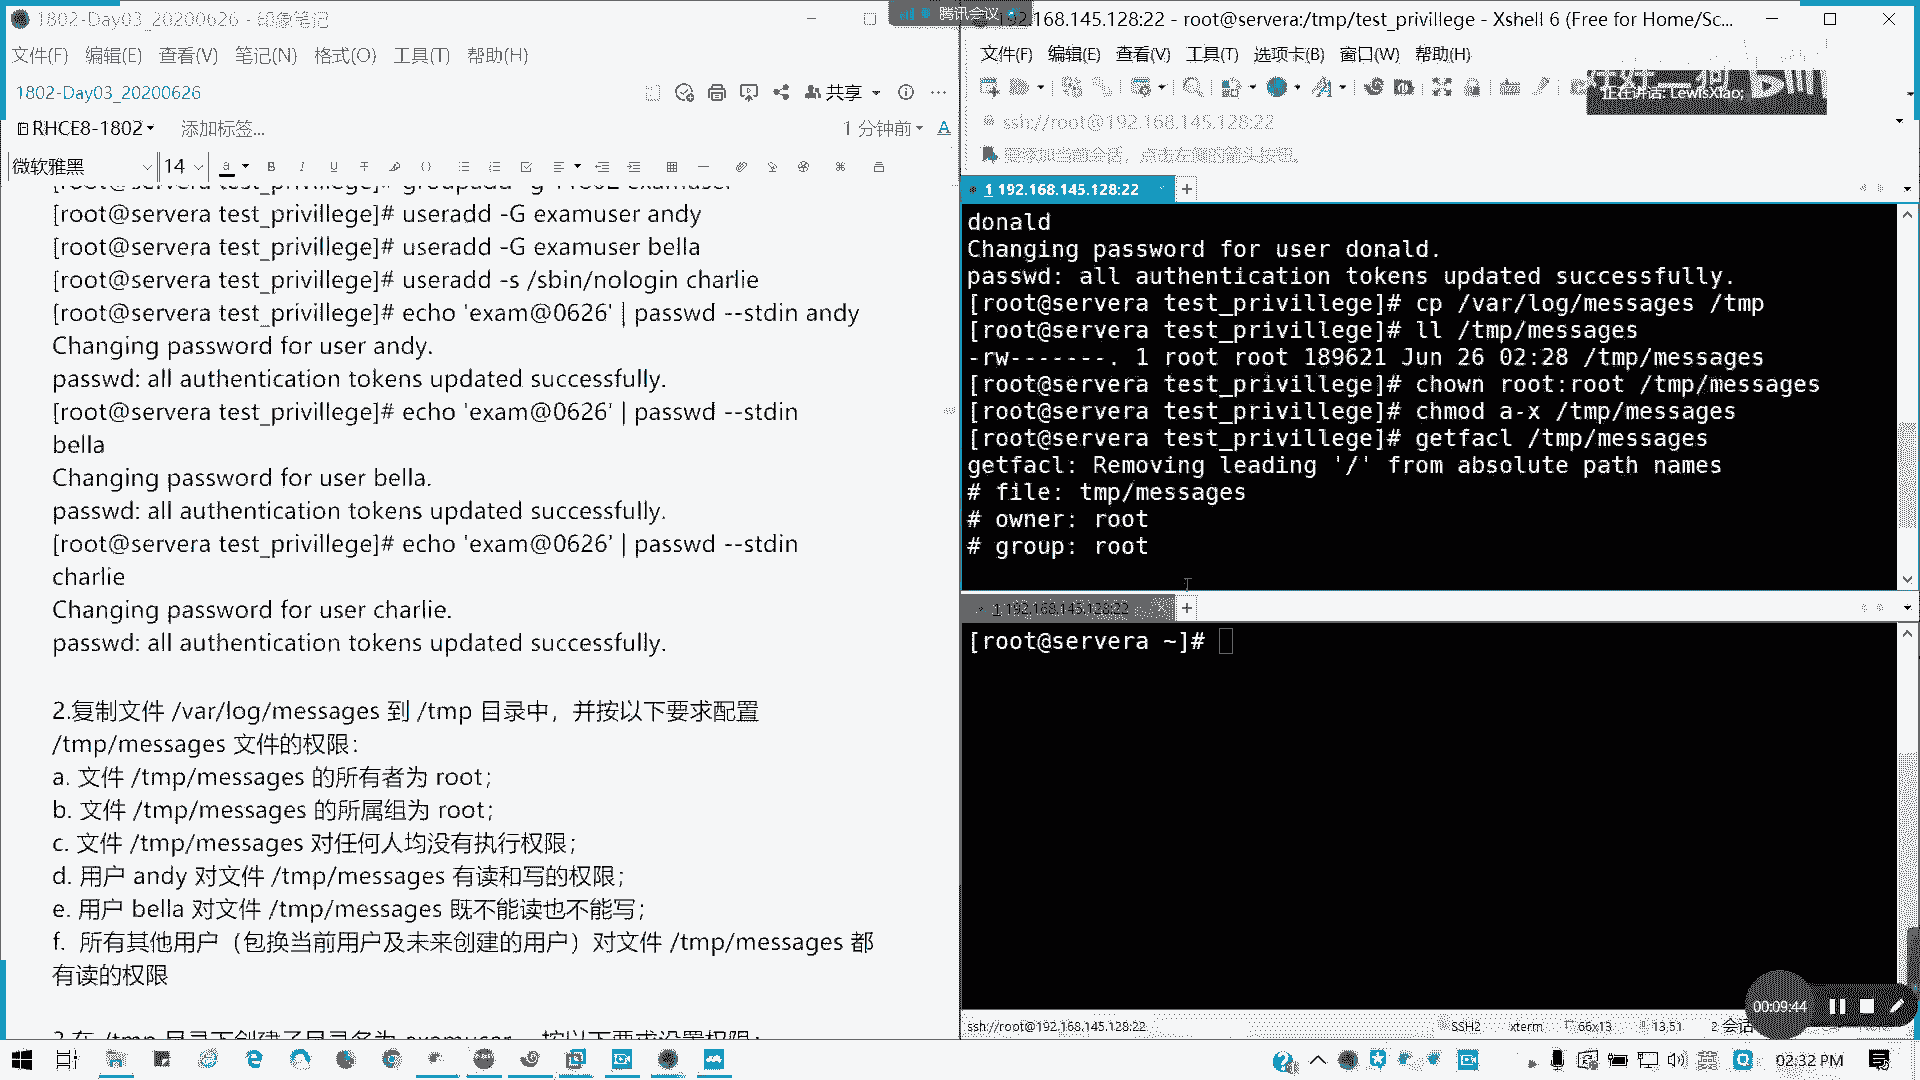 1802-Day03_20200626 - 印象笔记
文件(F) 编辑(E) 查看(V) 笔记(N) 格式(O) 工具(T) 帮助(H)
1802-Day03_20200626
共享
RHCE8-1802 添加标签...
1 分钟前
微软雅黑 14
[root@servera test_privillege]# useradd -G examuser andy
[root@servera test_privillege]# useradd -G examuser bella
[root@servera test_privillege]# useradd -s /sbin/nologin charlie
[root@servera test_privillege]# echo 'exam@0626' | passwd --stdin andy
Changing password for user andy.
passwd: all authentication tokens updated successfully.
[root@servera test_privillege]# echo 'exam@0626' | passwd --stdin
bella
Changing password for user bella.
passwd: all authentication tokens updated successfully.
[root@servera test_privillege]# echo 'exam@0626' | passwd --stdin
charlie
Changing password for user charlie.
passwd: all authentication tokens updated successfully.
2.复制文件 /var/log/messages 到 /tmp 目录中，并按以下要求配置
/tmp/messages 文件的权限：
a. 文件 /tmp/messages 的所有者为 root；
b. 文件 /tmp/messages 的所属组为 root；
c. 文件 /tmp/messages 对任何人均没有执行权限；
d. 用户 andy 对文件 /tmp/messages 有读和写的权限；
e. 用户 bella 对文件 /tmp/messages 既不能读也不能写；
f. 所有其他用户（包换当前用户及未来创建的用户）对文件 /tmp/messages 都
有读的权限
腾讯会议
.168.145.128:22 - root@servera:/tmp/test_privillege - Xshell 6 (Free for Home/Sc...
文件(F) 编辑(E) 查看(V) 工具(T) 选项卡(B) 窗口(W) 帮助(H)
正在讲话: LewisXiao;
ssh://root@192.168.145.128:22
要添加当前会话，点击左侧的箭头按钮。
1 192.168.145.128:22
donald
Changing password for user donald.
passwd: all authentication tokens updated successfully.
[root@servera test_privillege]# cp /var/log/messages /tmp
[root@servera test_privillege]# ll /tmp/messages
-rw-------. 1 root root 189621 Jun 26 02:28 /tmp/messages
[root@servera test_privillege]# chown root:root /tmp/messages
[root@servera test_privillege]# chmod a-x /tmp/messages
[root@servera test_privillege]# getfacl /tmp/messages
getfacl: Removing leading '/' from absolute path names
# file: tmp/messages
# owner: root
# group: root
1 192.168.145.128:22
[root@servera ~]#
00:09:44
ssh://root@192.168.145.128:22 SSH2 xterm 66x13 13,51 2 会话
02:32 PM